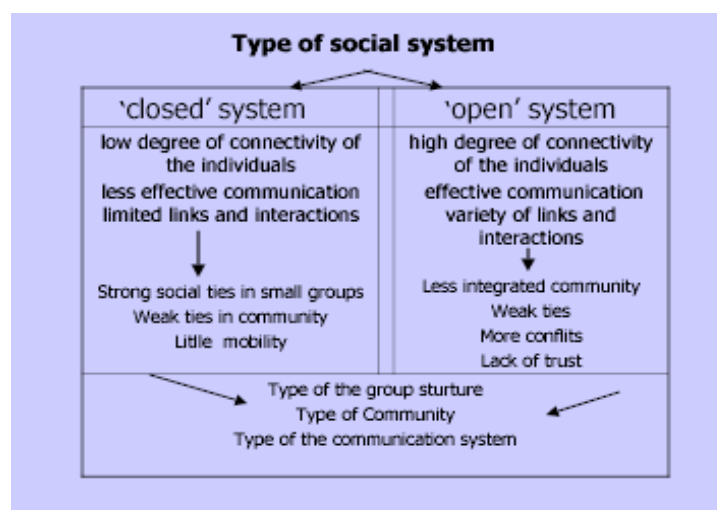 Type of social system
'closed' system
low degree of connectivity of
the individuals
less effective communication
limited links and interactions
Strong social ties in small groups
Weak ties in community
Little mobility
'open' system
high degree of connectivity
of the individuals
effective communication
variety of links and
interactions
Less integrated community
Weak ties
More conflits
Lack of trust
Type of the group sturture
Type of Community
Type of the communication system